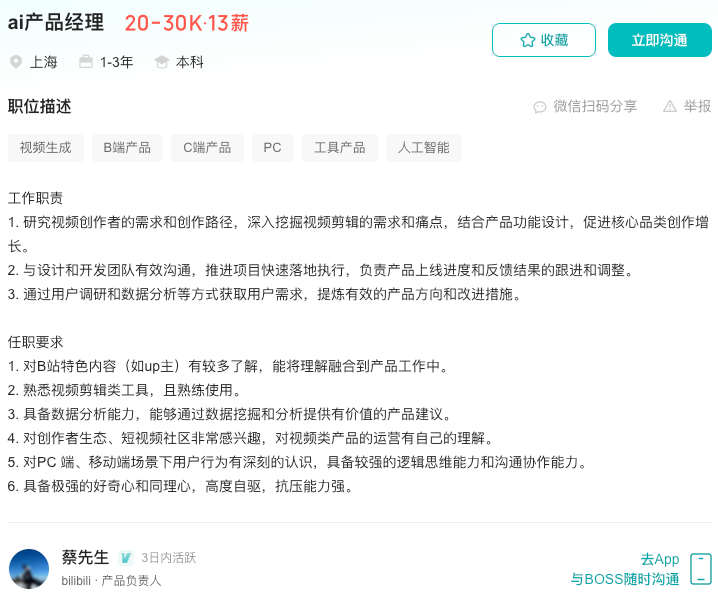 ai产品经理 20-30K·13薪
收藏 立即沟通
上海 1-3年 本科
职位描述 微信扫码分享 举报
视频生成 B端产品 C端产品 PC 工具产品 人工智能
工作职责
1. 研究视频创作者的需求和创作路径，深入挖掘视频剪辑的需求和痛点，结合产品功能设计，促进核心品类创作增
长。
2. 与设计和开发团队有效沟通，推进项目快速落地执行，负责产品上线进度和反馈结果的跟进和调整。
3. 通过用户调研和数据分析等方式获取用户需求，提炼有效的产品方向和改进措施。
任职要求
1. 对B站特色内容（如up主）有较多了解，能将理解融合到产品工作中。
2. 熟悉视频剪辑类工具，且熟练使用。
3. 具备数据分析能力，能够通过数据挖掘和分析提供有价值的产品建议。
4. 对创作者生态、短视频社区非常感兴趣，对视频类产品的运营有自己的理解。
5. 对PC 端、移动端场景下用户行为有深刻的认识，具备较强的逻辑思维能力和沟通协作能力。
6. 具备极强的好奇心和同理心，高度自驱，抗压能力强。
蔡先生 3日内活跃
bilibili · 产品负责人
去App
与BOSS随时沟通